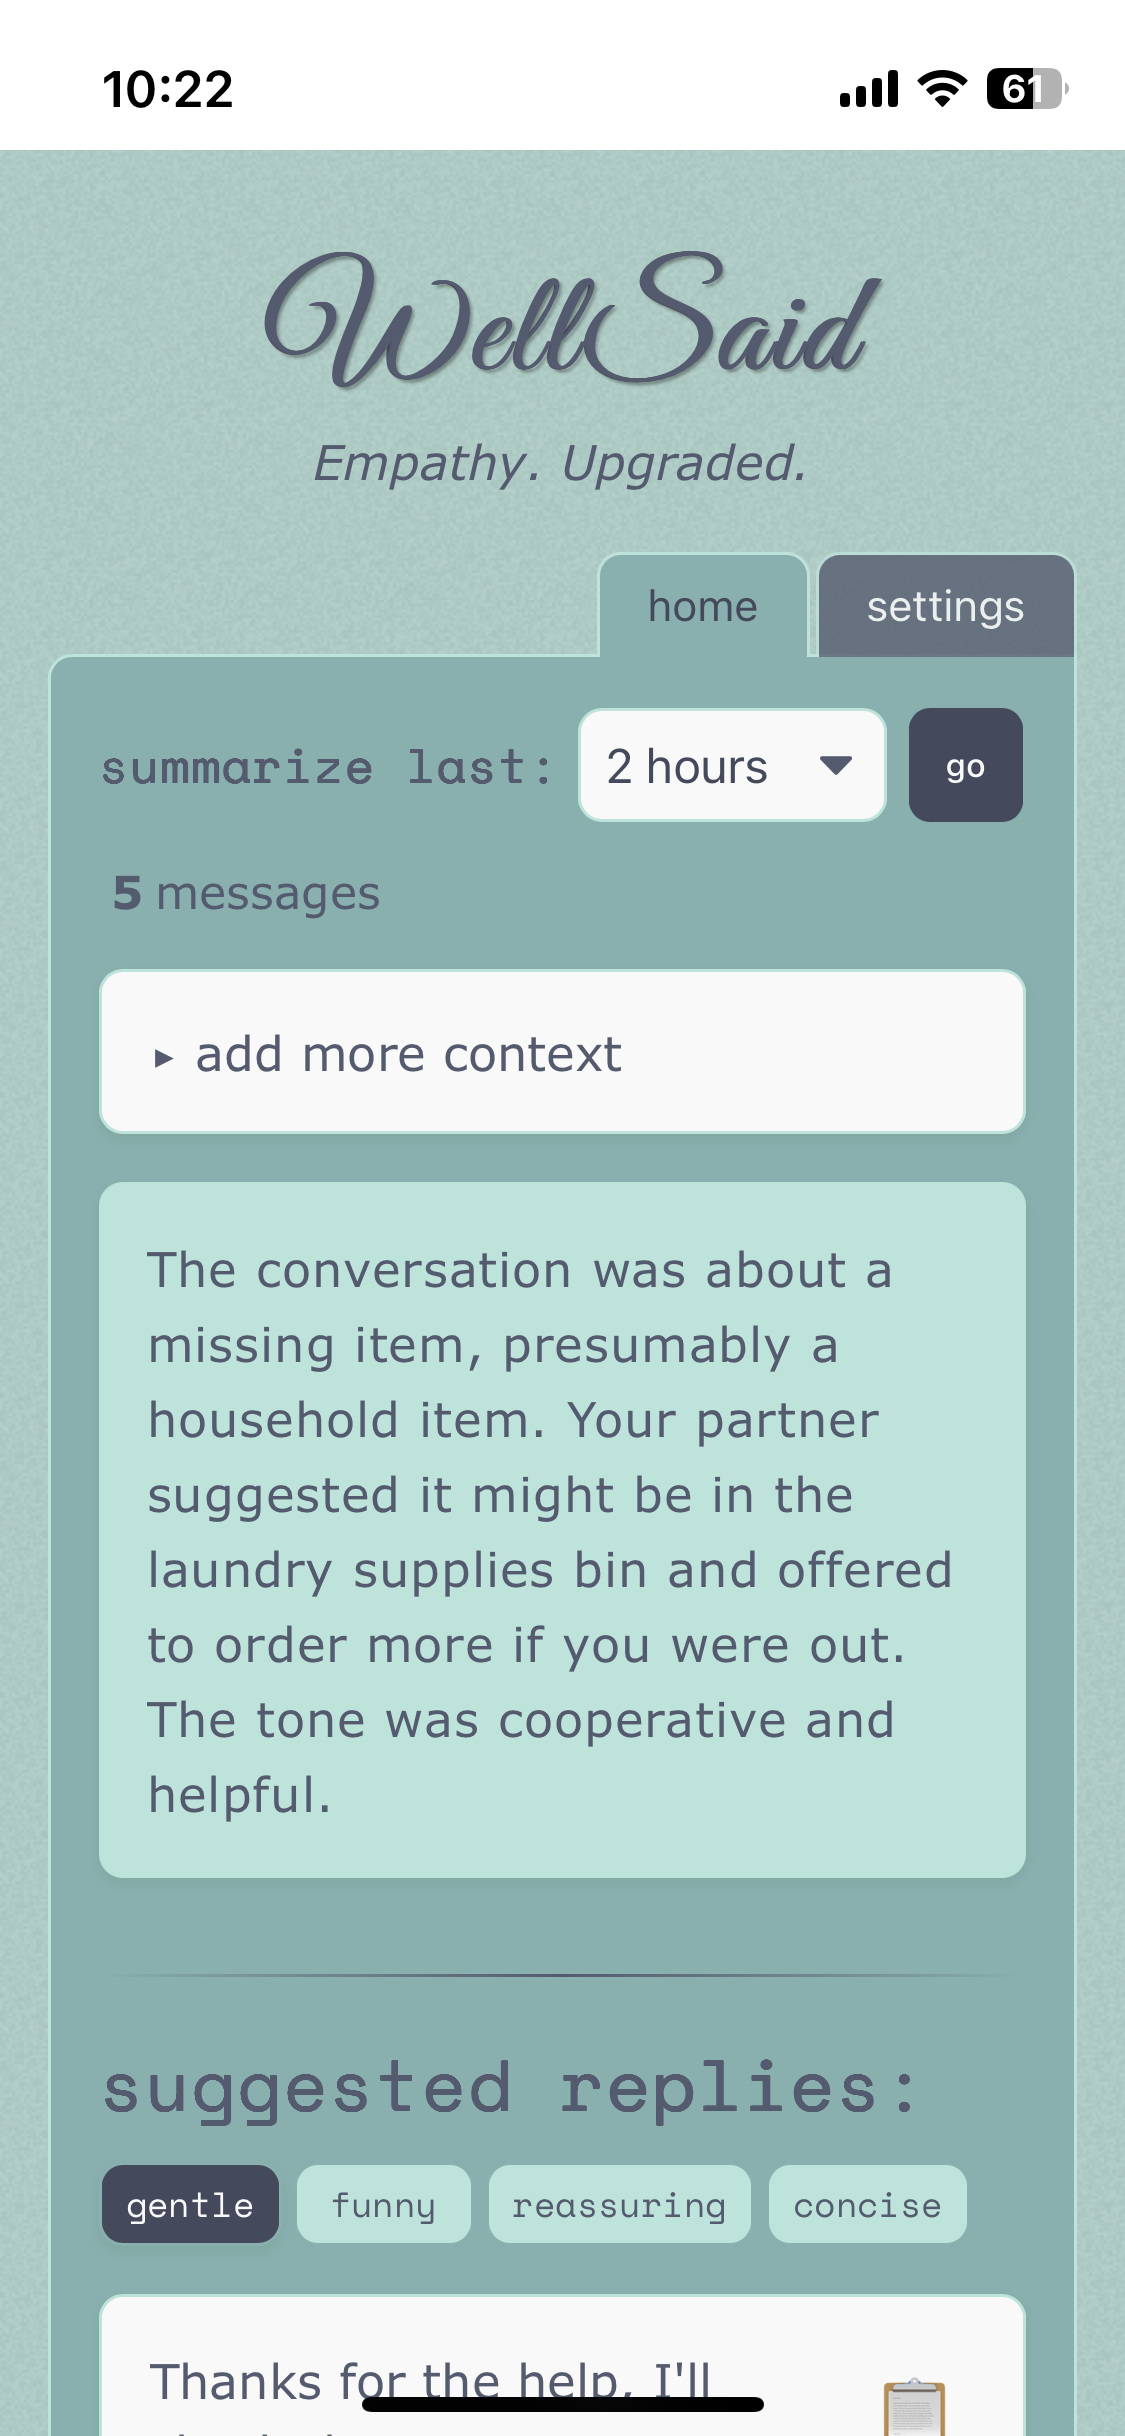 10:22
61
WellSaid
Empathy. Upgraded.
home
settings
summarize last:
2 hours
go
5 messages
▸ add more context
The conversation was about a
missing item, presumably a
household item. Your partner
suggested it might be in the
laundry supplies bin and offered
to order more if you were out.
The tone was cooperative and
helpful.
suggested replies:
gentle
funny
reassuring
concise
Thanks for the help, I'll